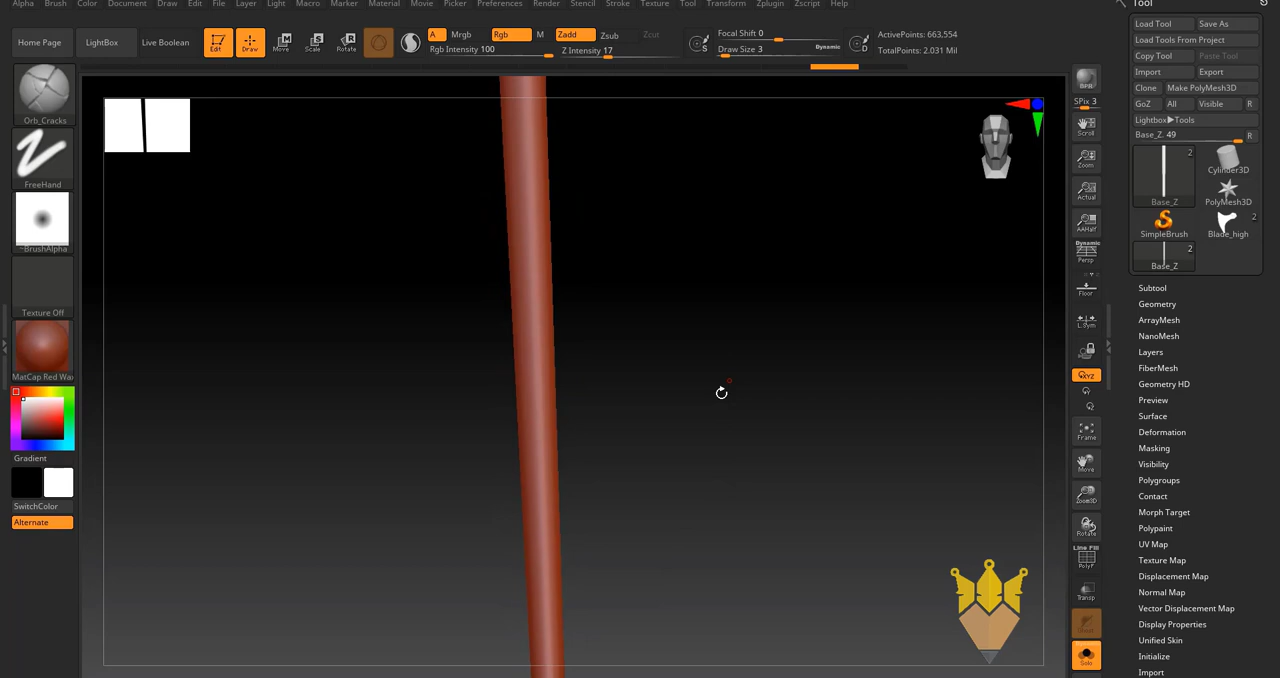 Alpha Brush Color Document Draw Edit File Layer Light Macro Marker Material Movie Picker Preferences Render Stencil Stroke Texture Tool Transform Zplugin Zscript Help
Tool
Home Page
LightBox
Live Boolean
Edit
Draw
Move
Scale
Rotate
A
Mrgb
Rgb
M
Rgb Intensity 100
Zadd
Zsub
Zcut
Z Intensity 17
Focal Shift 0
Draw Size 3
Dynamic
ActivePoints: 663,554
TotalPoints: 2.031 Mil
Orb_Cracks
FreeHand
~BrushAlpha
Texture Off
MatCap Red Wax
Gradient
SwitchColor
Alternate
BPR
SPix 3
Scroll
Zoom
Actual
AAHalf
Dynamic
Persp
Floor
L.Sym
XYZ
Frame
Move
Zoom3D
Rotate
Line Fill
PolyF
Transp
Solo
Load Tool Save As
Load Tools From Project
Copy Tool Paste Tool
Import Export
Clone Make PolyMesh3D
GoZ All Visible R
Lightbox▶Tools
Base_Z. 49 R
2
Base_Z
Cylinder3D
PolyMesh3D
SimpleBrush
2
Blade_high
2
Base_Z
Subtool
Geometry
ArrayMesh
NanoMesh
Layers
FiberMesh
Geometry HD
Preview
Surface
Deformation
Masking
Visibility
Polygroups
Contact
Morph Target
Polypaint
UV Map
Texture Map
Displacement Map
Normal Map
Vector Displacement Map
Display Properties
Unified Skin
Initialize
Import